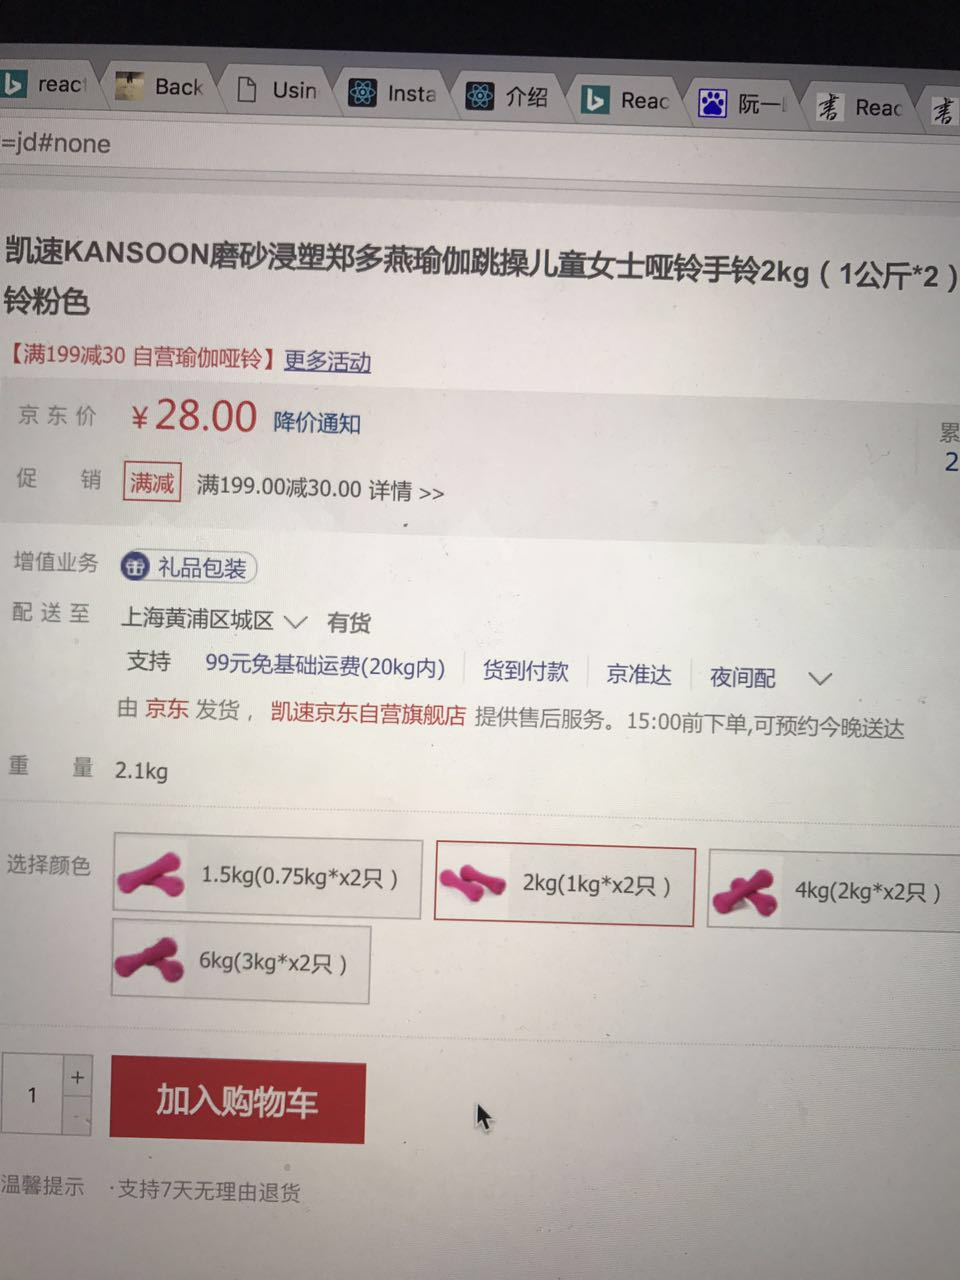 react
Back
Usin
Insta
介绍
Reac
阮一
Reac
=jd#none
凯速KANSOON磨砂浸塑郑多燕瑜伽跳操儿童女士哑铃手铃2kg（1公斤*2）
铃粉色
【满199减30 自营瑜伽哑铃】更多活动
京东价 ￥28.00 降价通知
累
2
促销 满减 满199.00减30.00 详情 >>
增值业务 礼品包装
配送至 上海黄浦区城区 有货
支持 99元免基础运费(20kg内) 货到付款 京准达 夜间配
由 京东 发货， 凯速京东自营旗舰店 提供售后服务。15:00前下单,可预约今晚送达
重量 2.1kg
选择颜色 1.5kg(0.75kg*x2只） 2kg(1kg*x2只） 4kg(2kg*x2只）
6kg(3kg*x2只）
1 + -
加入购物车
温馨提示 ·支持7天无理由退货